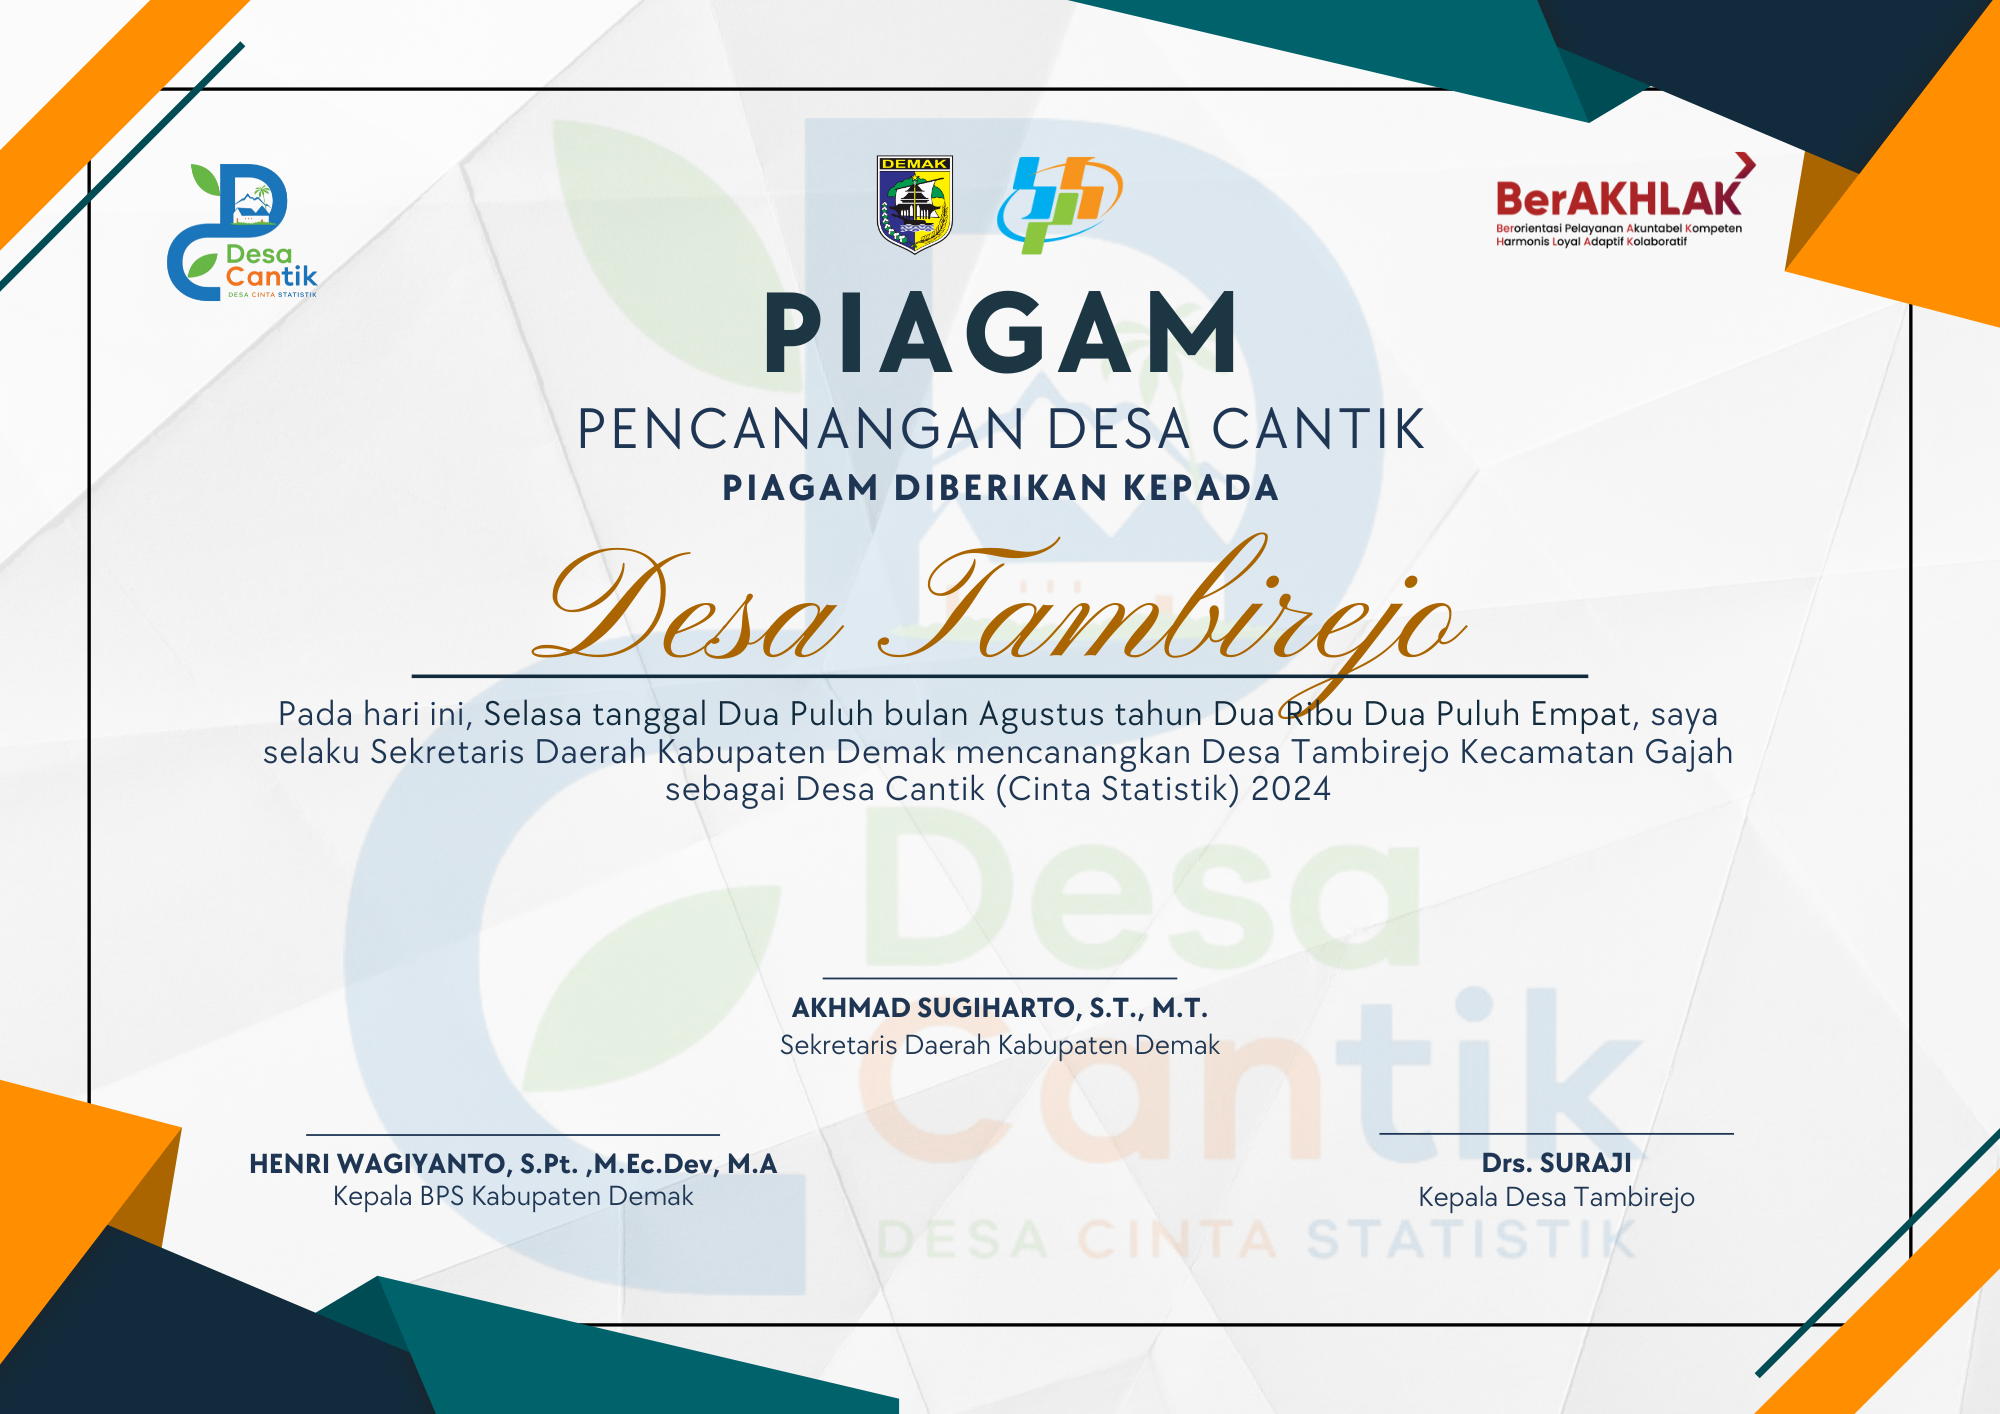 DEMAK
Desa
Cantik
DESA CINTA STATISTIK
BerAKHLAK
Berorientasi Pelayanan Akuntabel Kompeten
Harmonis Loyal Adaptif Kolaboratif
PIAGAM
PENCANANGAN DESA CANTIK
PIAGAM DIBERIKAN KEPADA
Desa Tambirejo
Pada hari ini, Selasa tanggal Dua Puluh bulan Agustus tahun Dua Ribu Dua Puluh Empat, saya
selaku Sekretaris Daerah Kabupaten Demak mencanangkan Desa Tambirejo Kecamatan Gajah
sebagai Desa Cantik (Cinta Statistik) 2024
Desa
AKHMAD SUGIHARTO, S.T., M.T.
Sekretaris Daerah Kabupaten Demak
Cantik
HENRI WAGIYANTO, S.Pt. ,M.Ec.Dev, M.A
Kepala BPS Kabupaten Demak
Drs. SURAJI
Kepala Desa Tambirejo
DESA CINTA STATISTIK